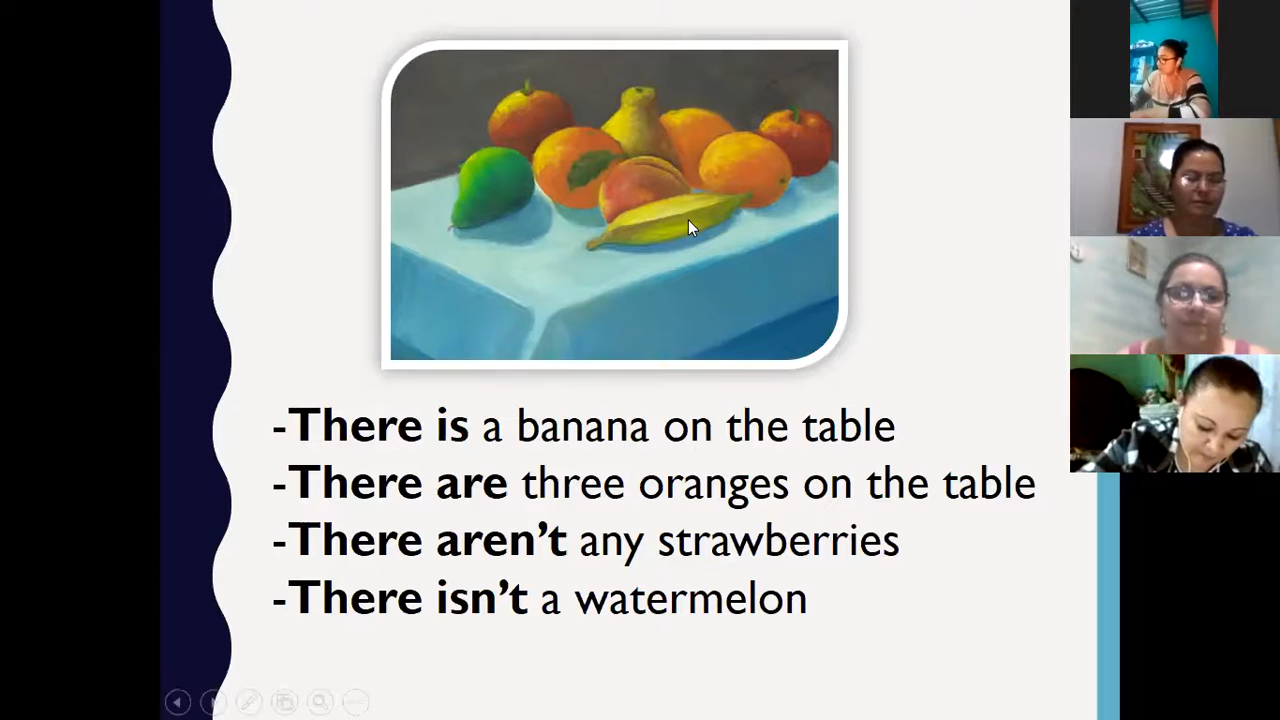 -There is a banana on the table
-There are three oranges on the table
-There aren’t any strawberries
-There isn’t a watermelon